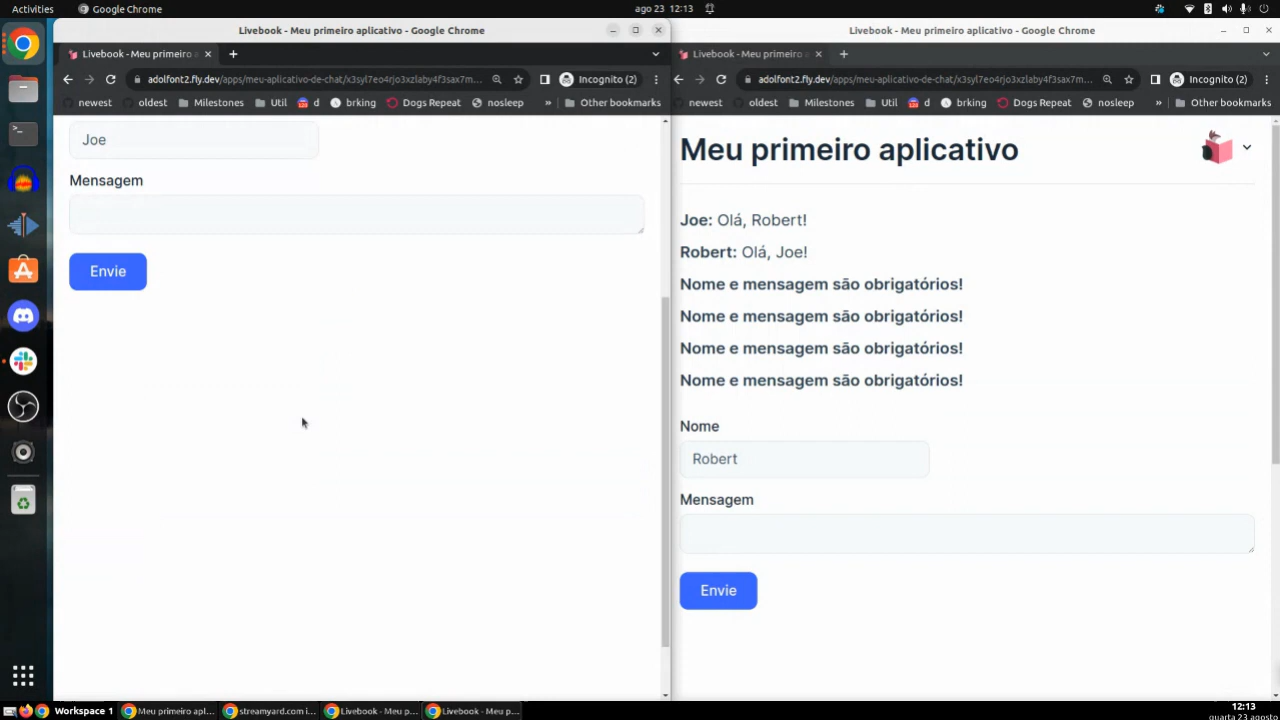 Activities
Google Chrome
ago 23 12:13
Livebook - Meu primeiro aplicativo - Google Chrome
Livebook - Meu primeiro a
adolfont2.fly.dev/apps/meu-aplicativo-de-chat/x3syl7eo4rjo3xzlaby4f3sax7m...
Incognito (2)
newest
oldest
Milestones
Util
d
brking
Dogs Repeat
nosleep
»
Other bookmarks
Joe
Mensagem
Envie
Livebook - Meu primeiro aplicativo - Google Chrome
Livebook - Meu primeiro a
adolfont2.fly.dev/apps/meu-aplicativo-de-chat/x3syl7eo4rjo3xzlaby4f3sax7m...
Incognito (2)
newest
oldest
Milestones
Util
d
brking
Dogs Repeat
nosleep
»
Other bookmarks
Meu primeiro aplicativo
Joe: Olá, Robert!
Robert: Olá, Joe!
Nome e mensagem são obrigatórios!
Nome e mensagem são obrigatórios!
Nome e mensagem são obrigatórios!
Nome e mensagem são obrigatórios!
Nome
Robert
Mensagem
Envie
Workspace 1
Meu primeiro apl...
streamyard.com i...
Livebook - Meu p...
Livebook - Meu p...
12:13
quarta 23 agosto